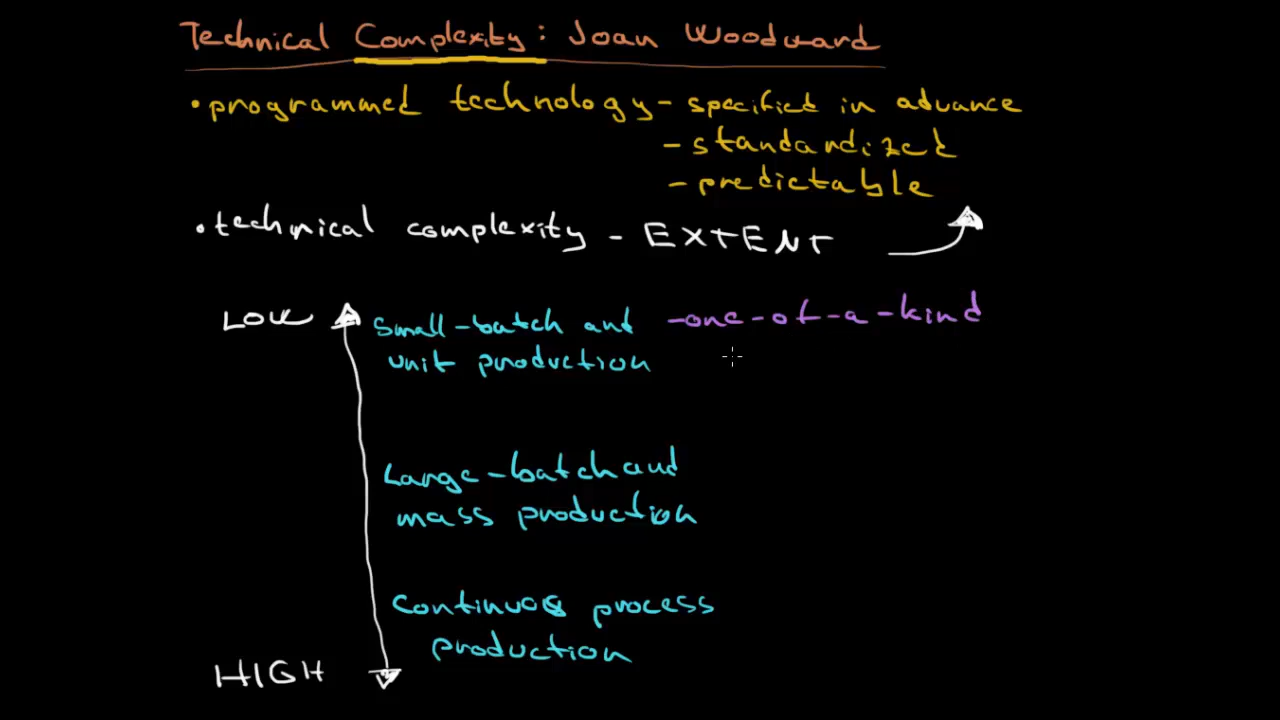 Technical Complexity: Joan Woodward
• programmed technology - specified in advance
- standardized
- predictable
• technical complexity - EXTENT
LOW Small-batch and - one-of-a-kind
unit production
Large-batch and
mass production
Continuos process
production
HIGH